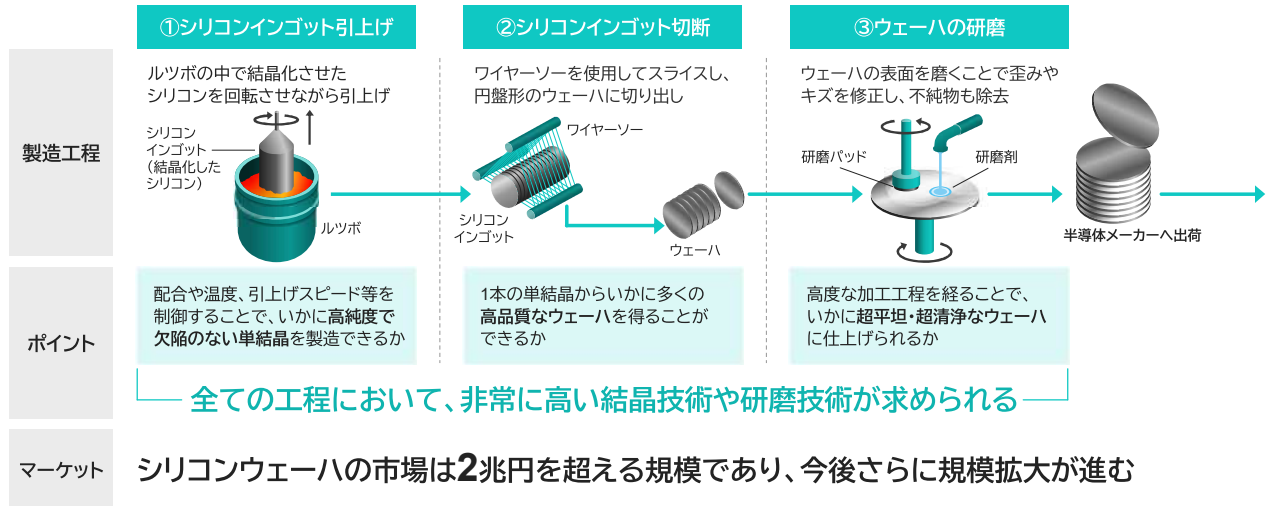 ①シリコンインゴット引上げ
②シリコンインゴット切断
③ウェーハの研磨
製造工程
ルツボの中で結晶化させた
シリコンを回転させながら引上げ
シリコン
インゴット
（結晶化した
シリコン）
ルツボ
ワイヤーソーを使用してスライスし、
円盤形のウェーハに切り出し
ワイヤーソー
シリコン
インゴット
ウェーハ
ウェーハの表面を磨くことで歪みや
キズを修正し、不純物も除去
研磨パッド
研磨剤
半導体メーカーへ出荷
ポイント
配合や温度、引上げスピード等を
制御することで、いかに高純度で
欠陥のない単結晶を製造できるか
1本の単結晶からいかに多くの
高品質なウェーハを得ることが
できるか
高度な加工工程を経ることで、
いかに超平坦・超清浄なウェーハ
に仕上げられるか
全ての工程において、非常に高い結晶技術や研磨技術が求められる
マーケット
シリコンウェーハの市場は2兆円を超える規模であり、今後さらに規模拡大が進む